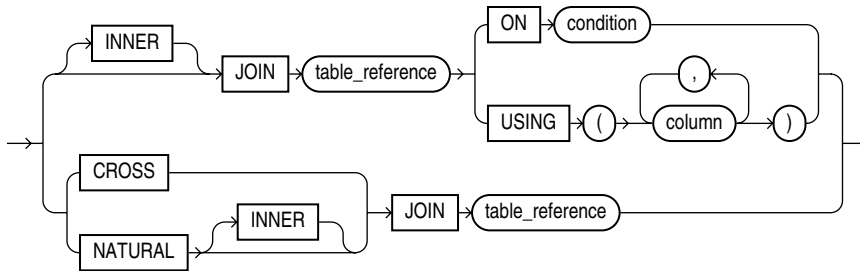 INNER
JOIN
table_reference
ON
condition
USING
(
,
column
)
CROSS
NATURAL
INNER
JOIN
table_reference